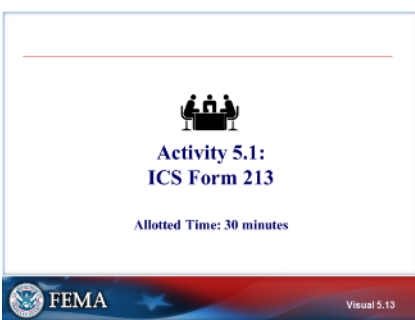 Activity 5.1:
ICS Form 213
Allotted Time: 30 minutes
FEMA
Visual 5.13